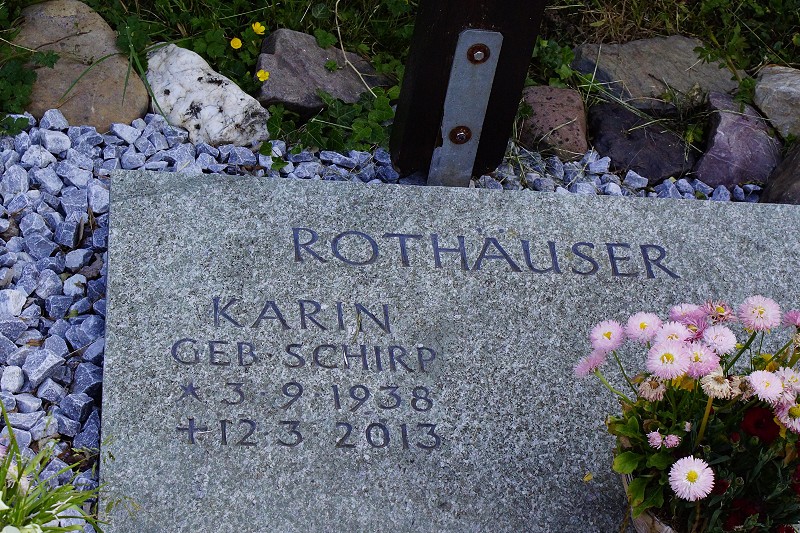 ROTHÄUSER
KARIN
GEB SCHIRP
* 3 9 1938
+ 12 3 2013